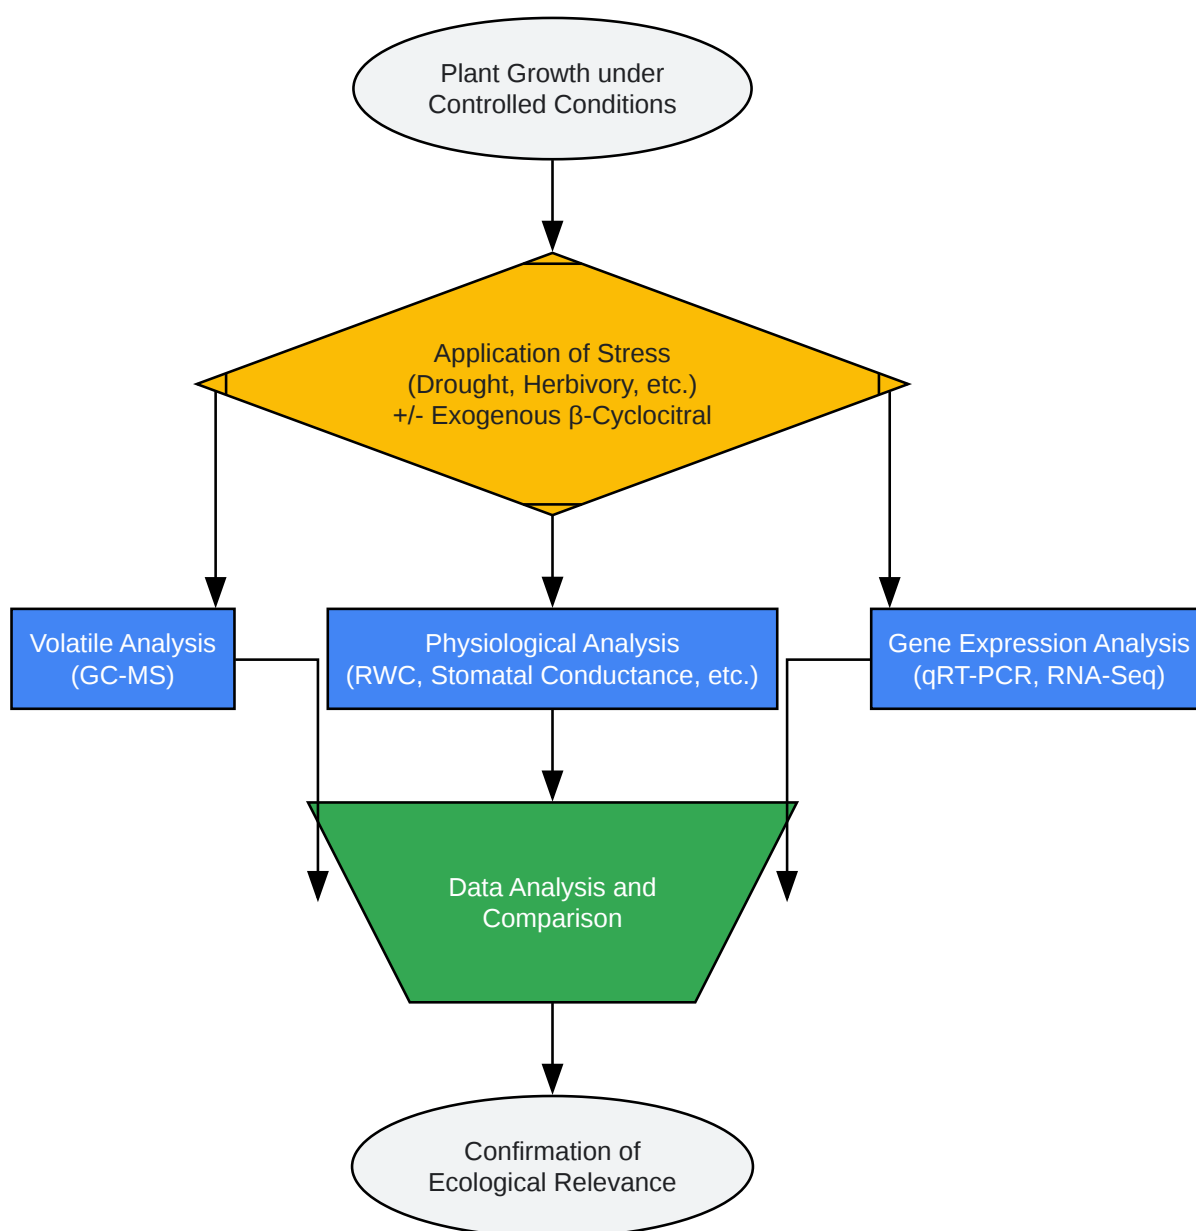 Plant Growth under
Controlled Conditions
Application of Stress
(Drought, Herbivory, etc.)
+/- Exogenous β-Cyclocitral
Volatile Analysis
(GC-MS)
Physiological Analysis
(RWC, Stomatal Conductance, etc.)
Gene Expression Analysis
(qRT-PCR, RNA-Seq)
Data Analysis and
Comparison
Confirmation of
Ecological Relevance